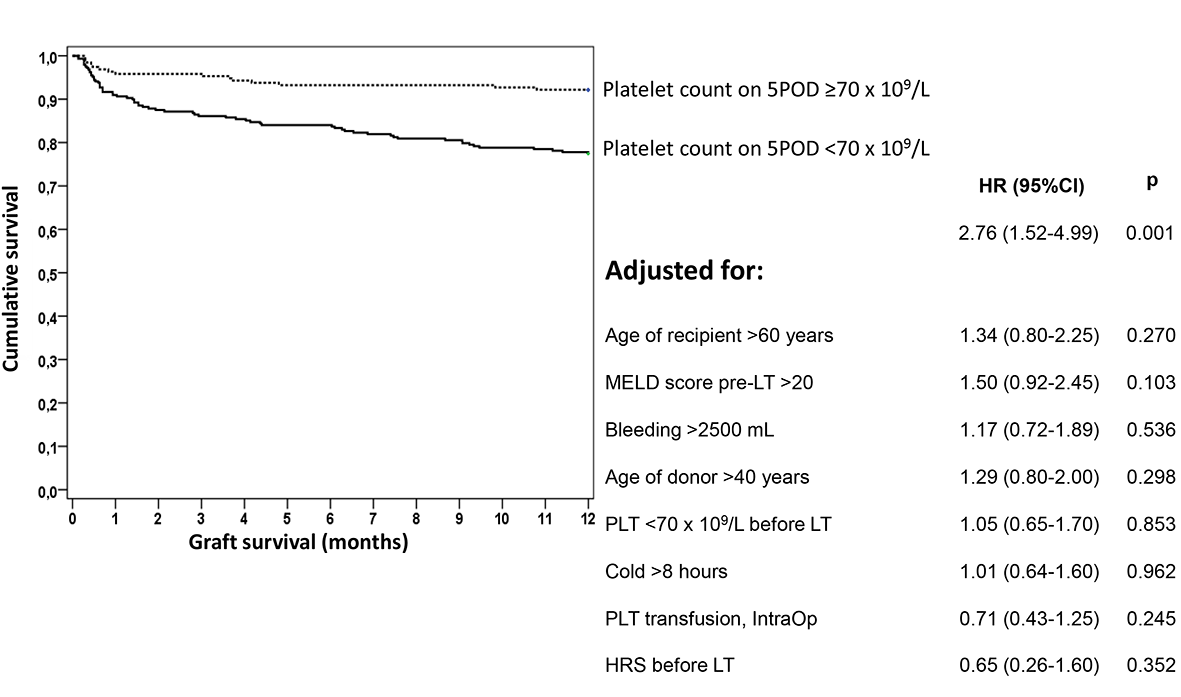 1,0
0,9
0,8
0,7
0,6
0,5
0,4
0,3
0,2
0,1
0,0
Cumulative survival
0 1 2 3 4 5 6 7 8 9 10 11 12
Graft survival (months)
Platelet count on 5POD ≥70 x 10⁹/L
Platelet count on 5POD <70 x 10⁹/L
HR (95%CI) p
2.76 (1.52-4.99) 0.001
Adjusted for:
Age of recipient >60 years 1.34 (0.80-2.25) 0.270
MELD score pre-LT >20 1.50 (0.92-2.45) 0.103
Bleeding >2500 mL 1.17 (0.72-1.89) 0.536
Age of donor >40 years 1.29 (0.80-2.00) 0.298
PLT <70 x 10⁹/L before LT 1.05 (0.65-1.70) 0.853
Cold >8 hours 1.01 (0.64-1.60) 0.962
PLT transfusion, IntraOp 0.71 (0.43-1.25) 0.245
HRS before LT 0.65 (0.26-1.60) 0.352